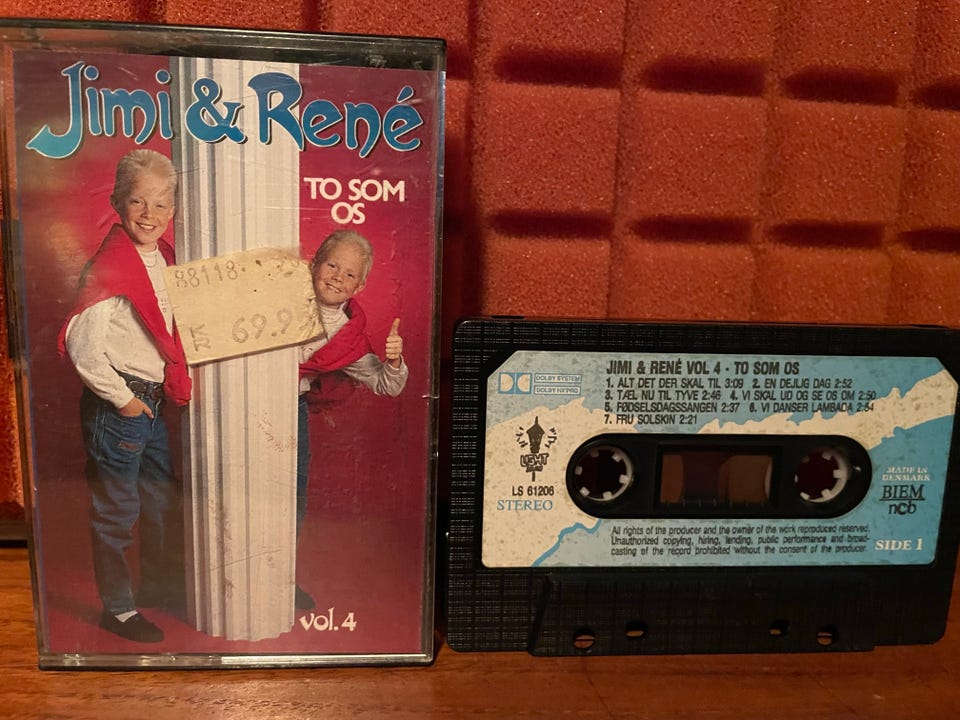 Jimi & René
TO SOM
OS
88118
KR 69.9
vol.4
JIMI & RENÉ VOL 4 - TO SOM OS
1. ALT DET DER SKAL TIL 3:09 2. EN DEJLIG DAG 2:52
3. TÆL NU TIL TYVE 2:46 4. VI SKAL UD OG SE OS OM 2:50
5. FØDSELSDAGSSANGEN 2:37 6. VI DANSER LAMBADA 2:54
7. FRU SOLSKIN 2:21
DOLBY SYSTEM
DOLBY HX PRO
LS 61206
STEREO
MADE IN
DENMARK
BIEM
ncb
All rights of the producer and the owner of the work reproduced reserved.
Unauthorized copying, hiring, lending, public performance and broad-
casting of the record prohibited without the consent of the producer.
SIDE 1